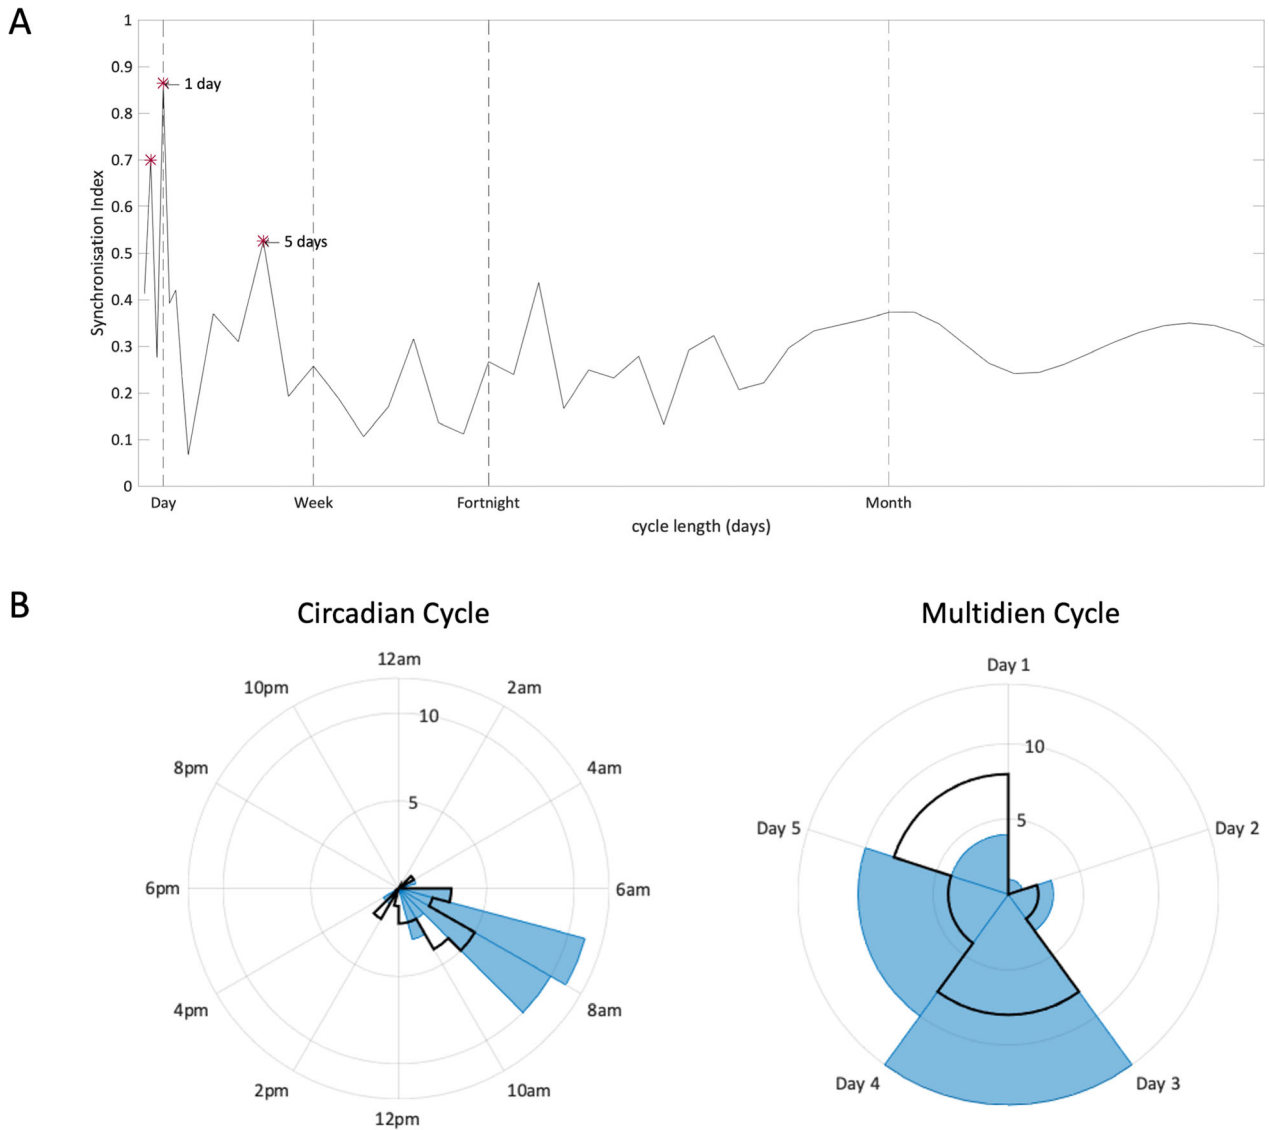 A
1
0.9
0.8
0.7
0.6
0.5
0.4
0.3
0.2
0.1
0
Synchronisation Index
1 day
5 days
Day
Week
Fortnight
Month
cycle length (days)
B
Circadian Cycle
12am
2am
4am
6am
8am
10am
12pm
2pm
4pm
6pm
8pm
10pm
10
5
Multidien Cycle
Day 1
Day 2
Day 3
Day 4
Day 5
10
5